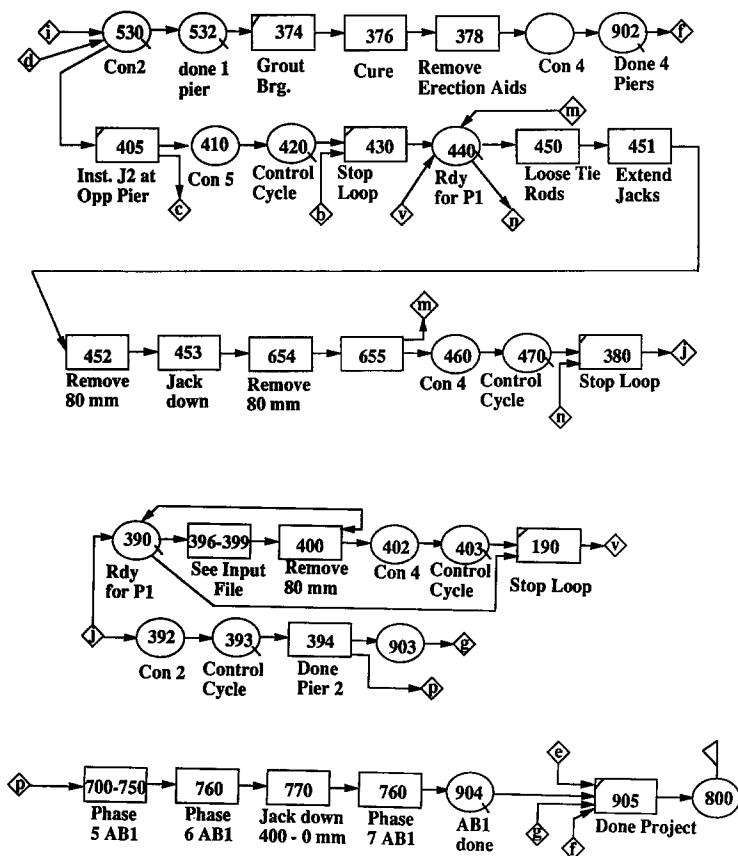 i
d
530
Con2
532
done 1
pier
374
Grout
Brg.
376
Cure
378
Remove
Erection Aids
Con 4
902
Done 4
Piers
f
405
Inst. J2 at
Opp Pier
c
410
Con 5
420
Control
Cycle
b
430
Stop
Loop
v
440
Rdy
for P1
m
n
450
Loose Tie
Rods
451
Extend
Jacks
452
Remove
80 mm
453
Jack
down
654
Remove
80 mm
655
m
460
Con 4
470
Control
Cycle
n
380
Stop Loop
j
390
Rdy
for P1
396-399
See Input
File
400
Remove
80 mm
402
Con 4
403
Control
Cycle
190
Stop Loop
v
j
392
Con 2
393
Control
Cycle
394
Done
Pier 2
903
g
p
p
700-750
Phase
5 AB1
760
Phase
6 AB1
770
Jack down
400 - 0 mm
760
Phase
7 AB1
904
AB1
done
e
g
f
905
Done Project
800